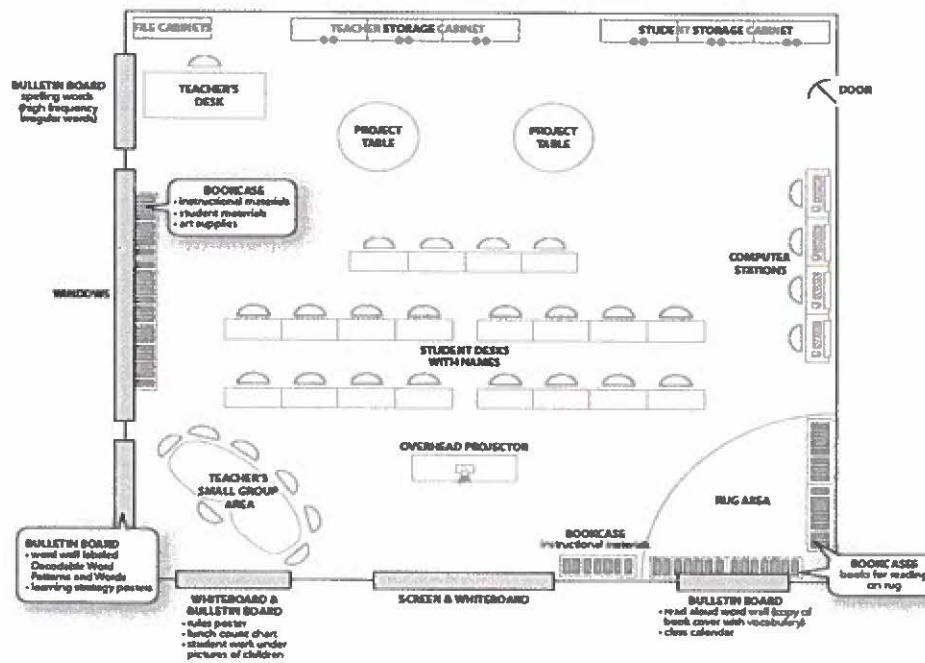 FILE CABINETS
TEACHER STORAGE CABINET
STUDENT STORAGE CABINET
BULLETIN BOARD
spelling words
(high frequency
irregular words)
TEACHER'S
DESK
DOOR
PROJECT
TABLE
PROJECT
TABLE
BOOKCASE
• instructional materials
• student materials
• art supplies
COMPUTER
STATIONS
WINDOWS
STUDENT DESKS
WITH NAMES
OVERHEAD PROJECTOR
TEACHER'S
SMALL GROUP
AREA
RUG AREA
BULLETIN BOARD
• word wall labeled
Decodable Word
Patterns and Words
• learning strategy posters
BOOKCASE
instructional materials
BOOKCASES
books for reading
on rug
WHITEBOARD &
BULLETIN BOARD
• rules poster
• lunch count chart
• student work under
pictures of children
SCREEN & WHITEBOARD
BULLETIN BOARD
• read aloud word wall (copy of
book cover with vocabulary)
• class calendar